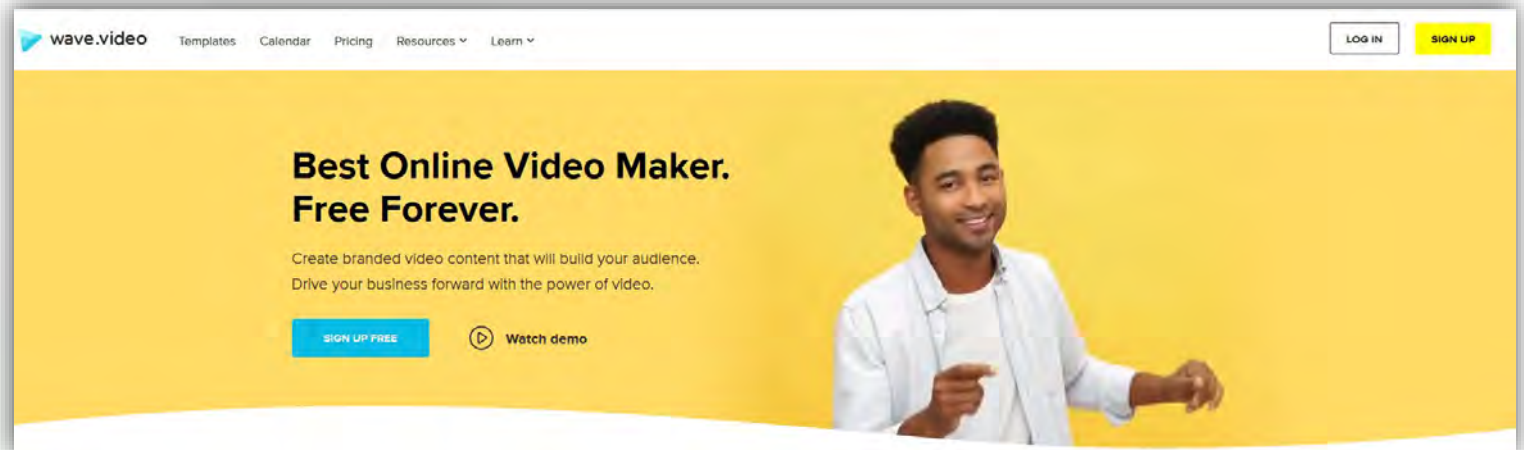 wave.video
Templates
Calendar
Pricing
Resources
Learn
LOG IN
SIGN UP
Best Online Video Maker.
Free Forever.
Create branded video content that will build your audience.
Drive your business forward with the power of video.
SIGN UP FREE
Watch demo